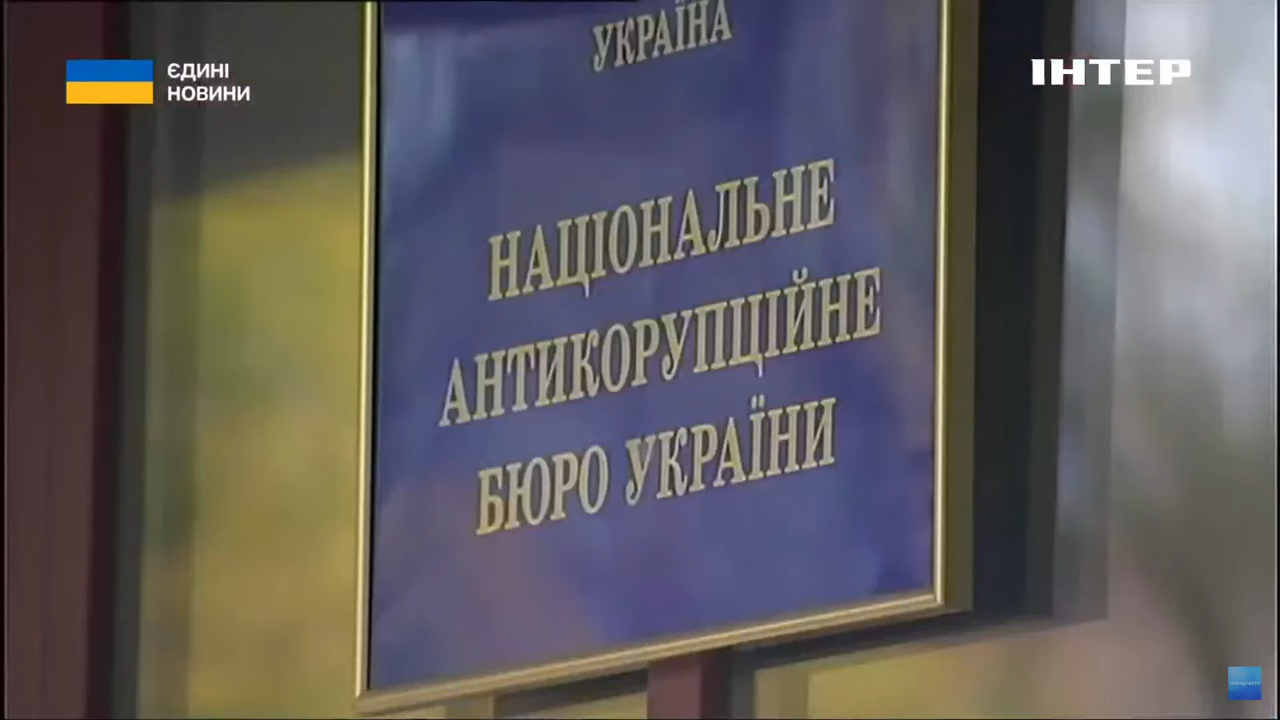 ЄДИНІ
НОВИНИ
ІНТЕР
УКРАЇНА
НАЦІОНАЛЬНЕ
АНТИКОРУПЦІЙНЕ
БЮРО УКРАЇНИ